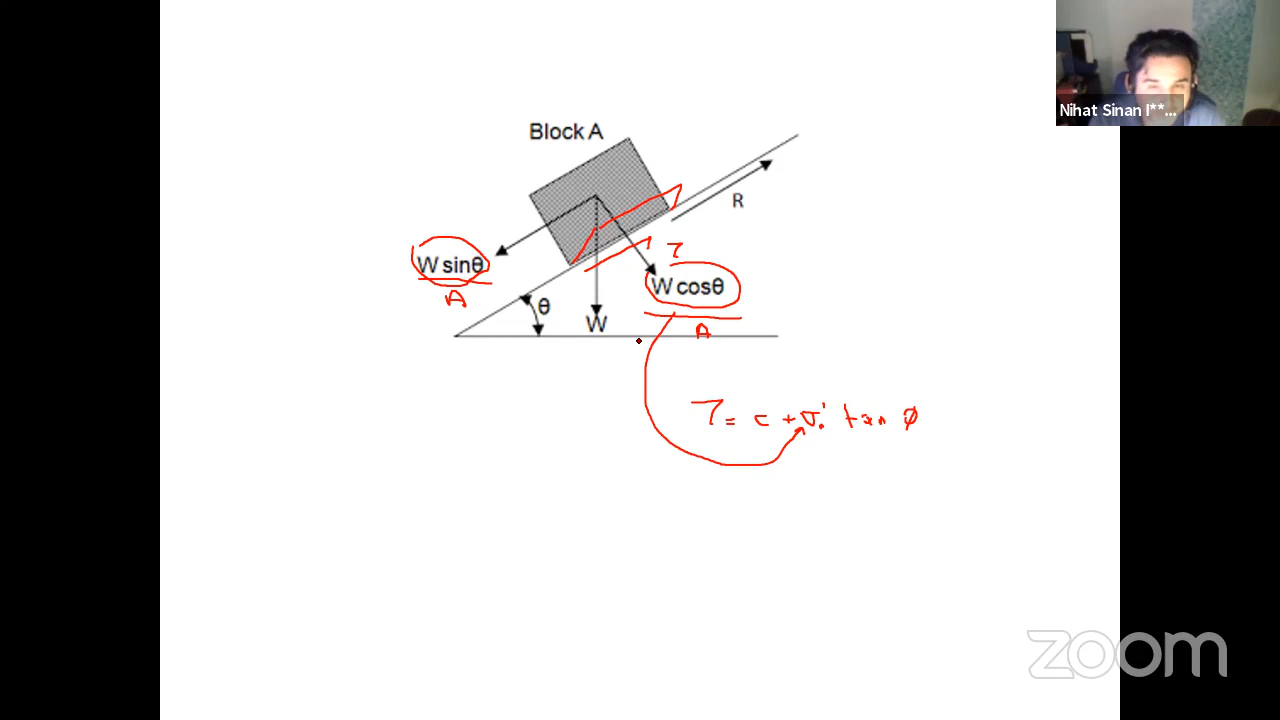 Nihat Sinan I**...
Block A
R
W sinθ
A
τ
W cosθ
A
θ
W
τ = c + σ' tan φ
zoom